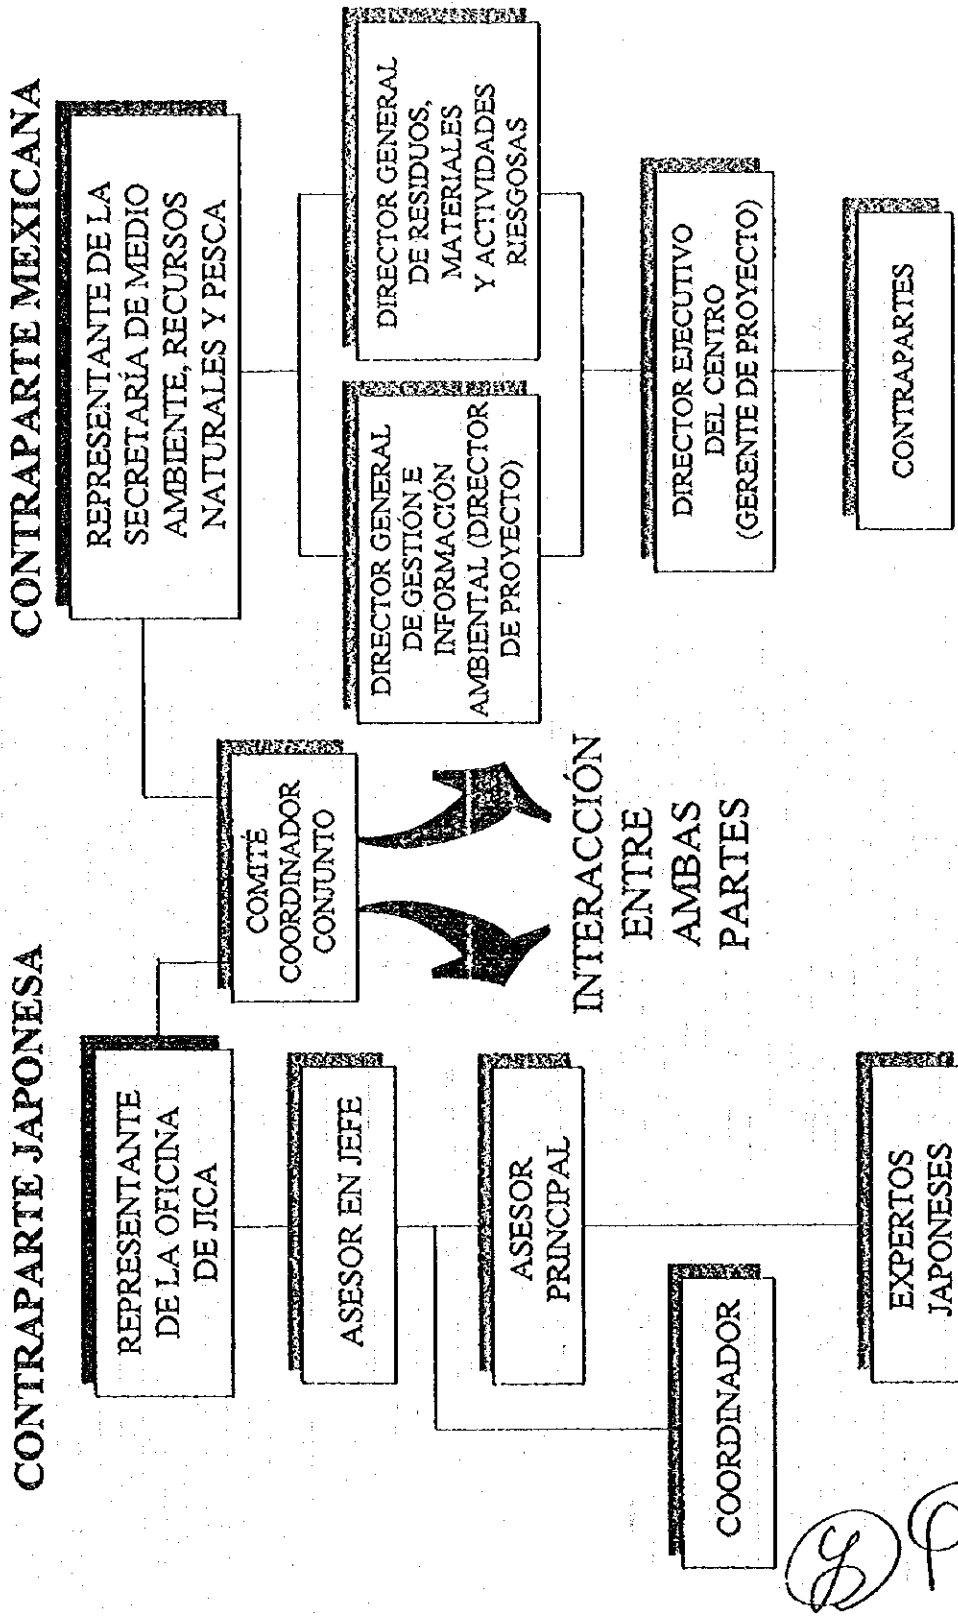 CONTRAPARTE JAPONESA
CONTRAPARTE MEXICANA
REPRESENTANTE
DE LA OFICINA
DE JICA
ASESOR EN JEFE
ASESOR
PRINCIPAL
COORDINADOR
EXPERTOS
JAPONESES
COMITÉ
COORDINADOR
CONJUNTO
INTERACCIÓN
ENTRE
AMBAS
PARTES
REPRESENTANTE DE LA
SECRETARÍA DE MEDIO
AMBIENTE, RECURSOS
NATURALES Y PESCA
DIRECTOR GENERAL
DE GESTIÓN E
INFORMACIÓN
AMBIENTAL (DIRECTOR
DE PROYECTO)
DIRECTOR GENERAL
DE RESIDUOS,
MATERIALES
Y ACTIVIDADES
RIESGOSAS
DIRECTOR EJECUTIVO
DEL CENTRO
(GERENTE DE PROYECTO)
CONTRAPARTES